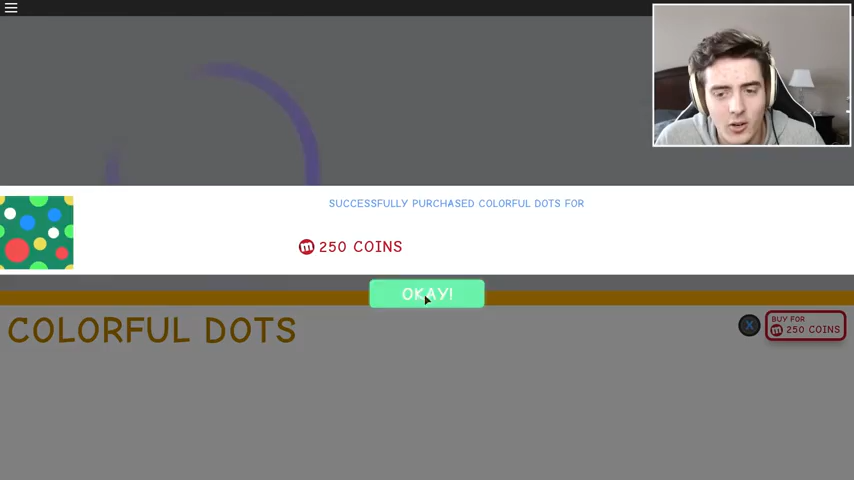 SUCCESSFULLY PURCHASED COLORFUL DOTS FOR
m 250 COINS
OKAY!
COLORFUL DOTS
X
BUY FOR
m 250 COINS